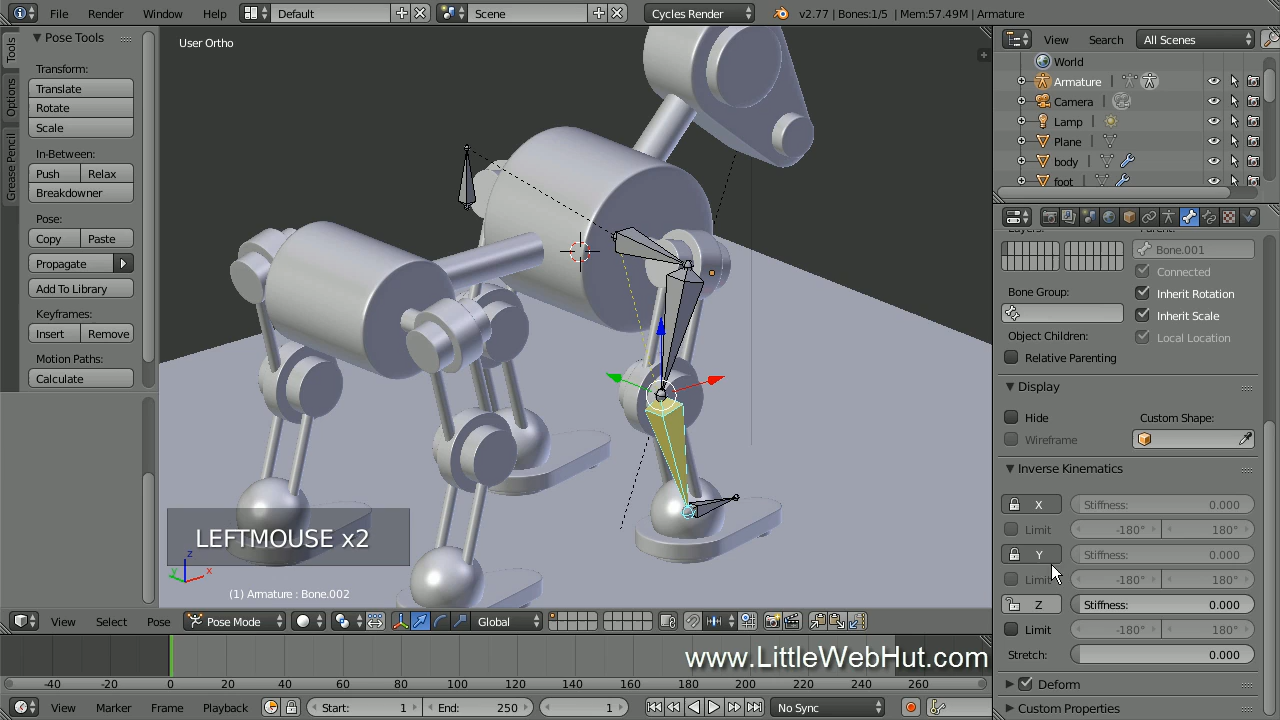 File Render Window Help Default Scene Cycles Render v2.77 | Bones:1/5 | Mem:57.49M | Armature
Pose Tools
User Ortho
View Search All Scenes
Tools
Options
Grease Pencil
Transform:
Translate
Rotate
Scale
In-Between:
Push Relax
Breakdowner
Pose:
Copy Paste
Propagate
Add To Library
Keyframes:
Insert Remove
Motion Paths:
Calculate
World
Armature
Camera
Lamp
Plane
body
foot
Bone.001
Connected
Bone Group: Inherit Rotation
Inherit Scale
Object Children: Local Location
Relative Parenting
Display
Hide Custom Shape:
Wireframe
Inverse Kinematics
X Stiffness: 0.000
Limit -180° 180°
Y Stiffness: 0.000
Limit -180° 180°
Z Stiffness: 0.000
Limit -180° 180°
Stretch: 0.000
Deform
Custom Properties
LEFTMOUSE x2
z
y x
(1) Armature : Bone.002
View Select Pose Pose Mode Global
www.LittleWebHut.com
-40 -20 0 20 40 60 80 100 120 140 160 180 200 220 240 260
View Marker Frame Playback Start: 1 End: 250 1 No Sync